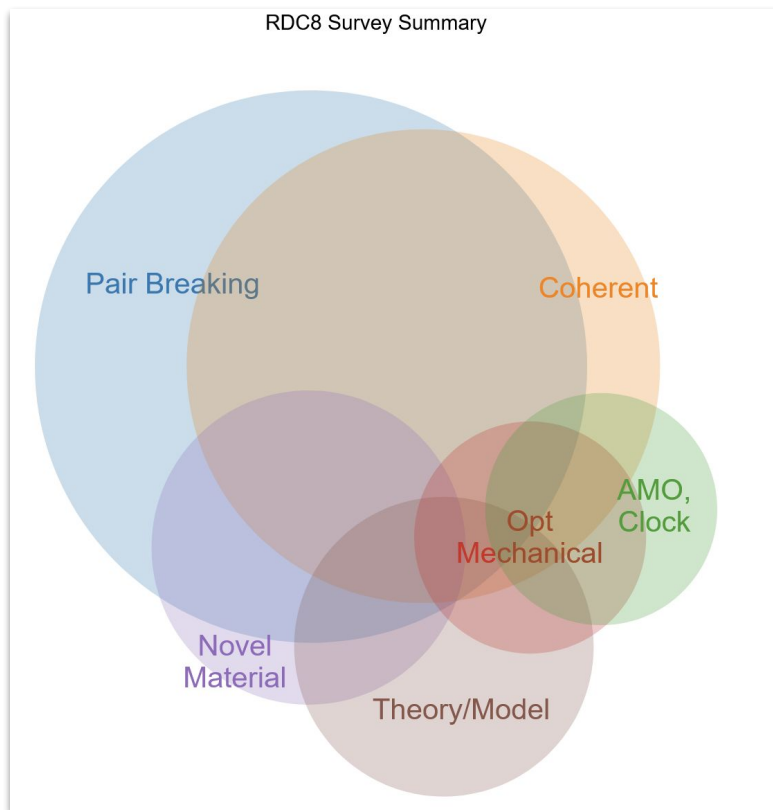 RDC8 Survey Summary
Pair Breaking
Coherent
AMO,
Clock
Opt
Mechanical
Novel
Material
Theory/Model